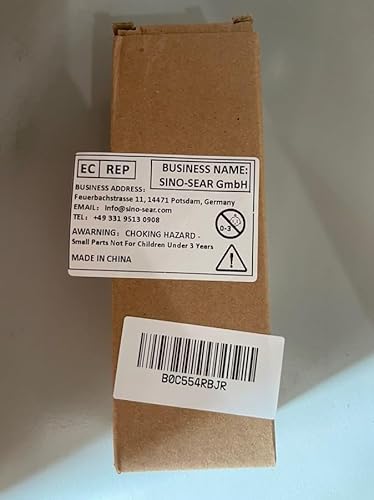 EC REP
BUSINESS NAME:
SINO-SEAR GmbH
BUSINESS ADDRESS:
Feuerbachstrasse 11, 14471 Potsdam, Germany
EMAIL: Info@sino-sear.com
TEL: +49 331 9513 0908
0-3
AWARNING: CHOKING HAZARD -
Small Parts Not For Children Under 3 Years
MADE IN CHINA
B0C554RBJR